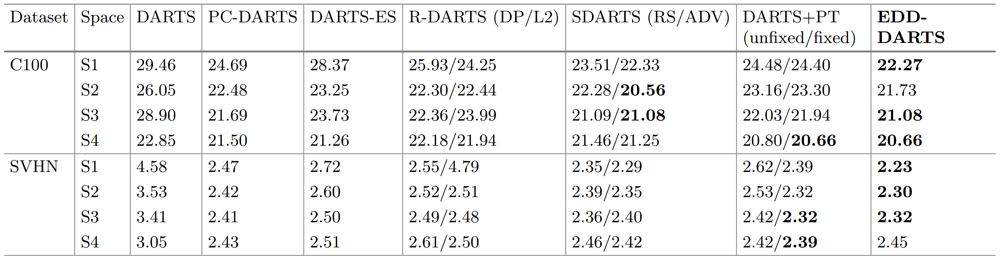 Dataset Space DARTS PC-DARTS DARTS-ES R-DARTS (DP/L2) SDARTS (RS/ADV) DARTS+PT EDD-
(unfixed/fixed) DARTS
C100 S1 29.46 24.69 28.37 25.93/24.25 23.51/22.33 24.48/24.40 22.27
S2 26.05 22.48 23.25 22.30/22.44 22.28/20.56 23.16/23.30 21.73
S3 28.90 21.69 23.73 22.36/23.99 21.09/21.08 22.03/21.94 21.08
S4 22.85 21.50 21.26 22.18/21.94 21.46/21.25 20.80/20.66 20.66
SVHN S1 4.58 2.47 2.72 2.55/4.79 2.35/2.29 2.62/2.39 2.23
S2 3.53 2.42 2.60 2.52/2.51 2.39/2.35 2.53/2.32 2.30
S3 3.41 2.41 2.50 2.49/2.48 2.36/2.40 2.42/2.32 2.32
S4 3.05 2.43 2.51 2.61/2.50 2.46/2.42 2.42/2.39 2.45